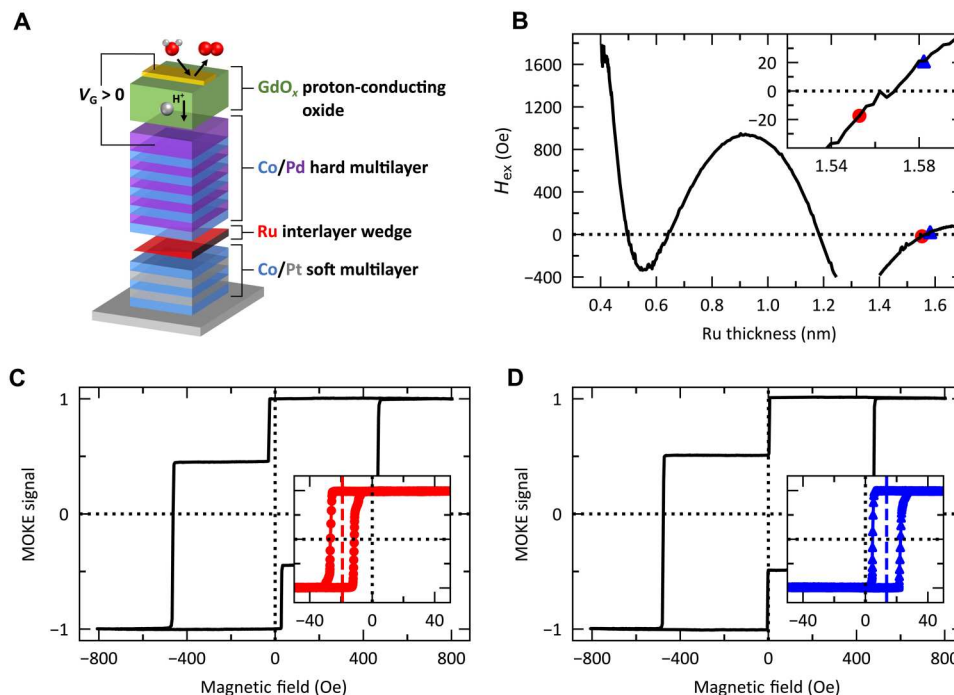 A
V_G > 0
H⁺
GdOₓ proton-conducting
oxide
Co/Pd hard multilayer
Ru interlayer wedge
Co/Pt soft multilayer
B
H_ex (Oe)
1600
1200
800
400
0
−400
0.4 0.6 0.8 1.0 1.2 1.4 1.6
Ru thickness (nm)
20
0
−20
1.54 1.58
C
MOKE signal
1
0
−1
−800 −400 0 400 800
Magnetic field (Oe)
−40 0 40
D
MOKE signal
1
0
−1
−800 −400 0 400 800
Magnetic field (Oe)
−40 0 40